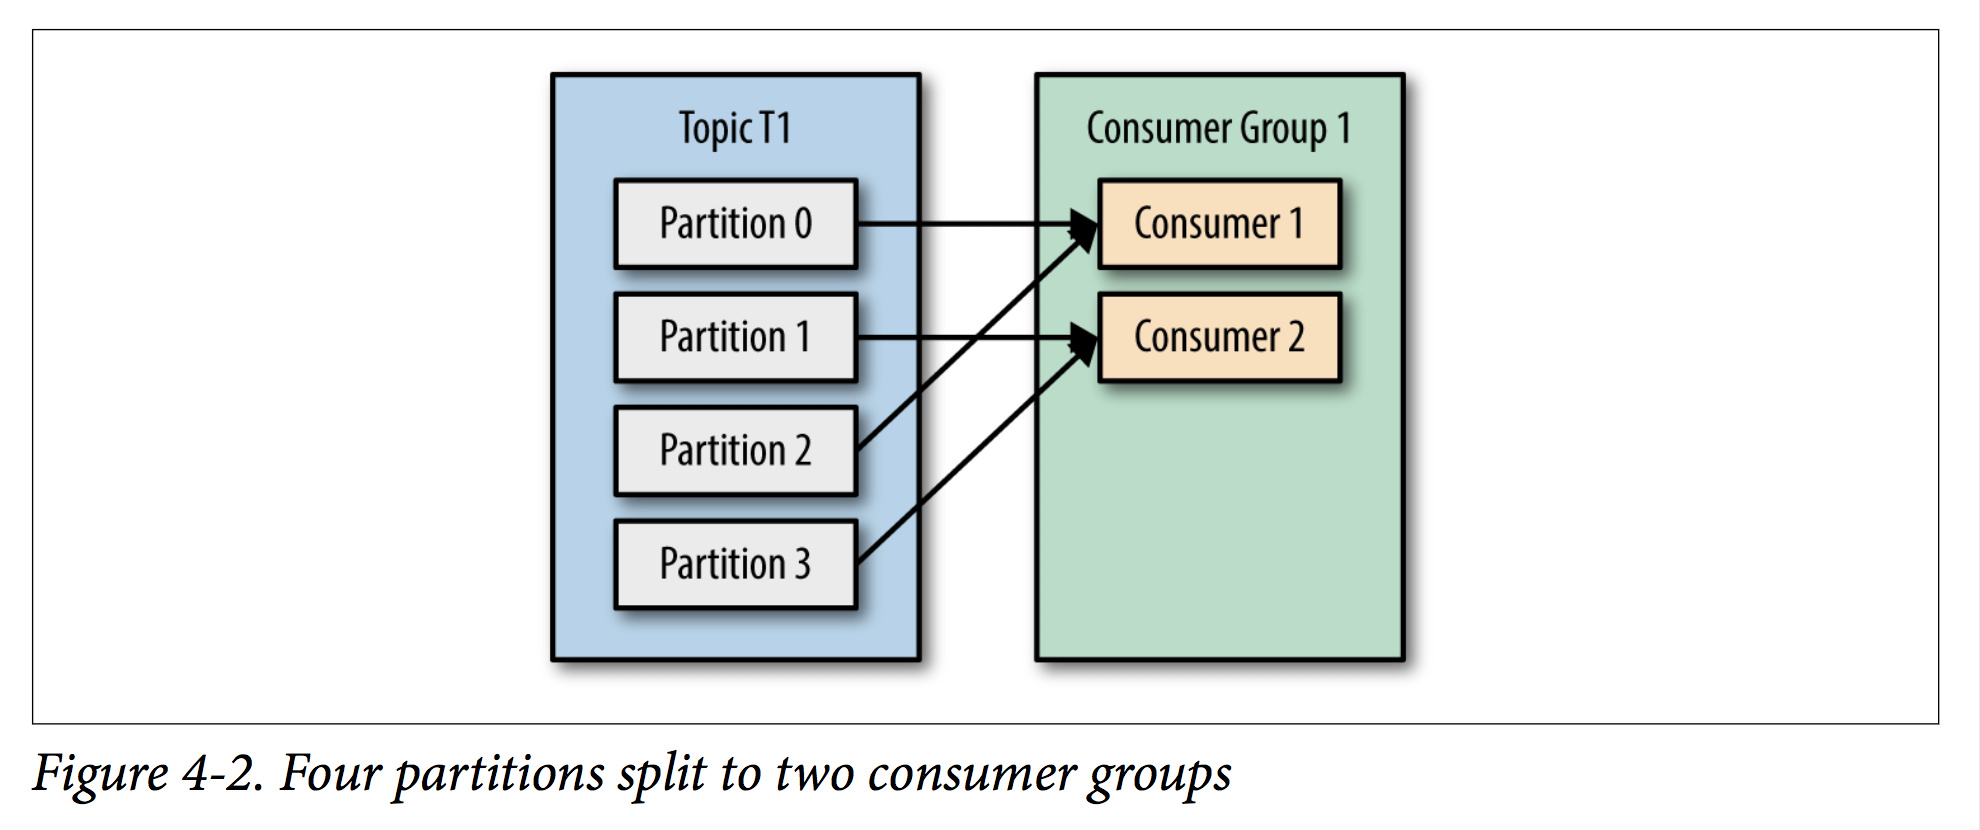 Topic T1
Partition 0
Partition 1
Partition 2
Partition 3
Consumer Group 1
Consumer 1
Consumer 2
Figure 4-2. Four partitions split to two consumer groups